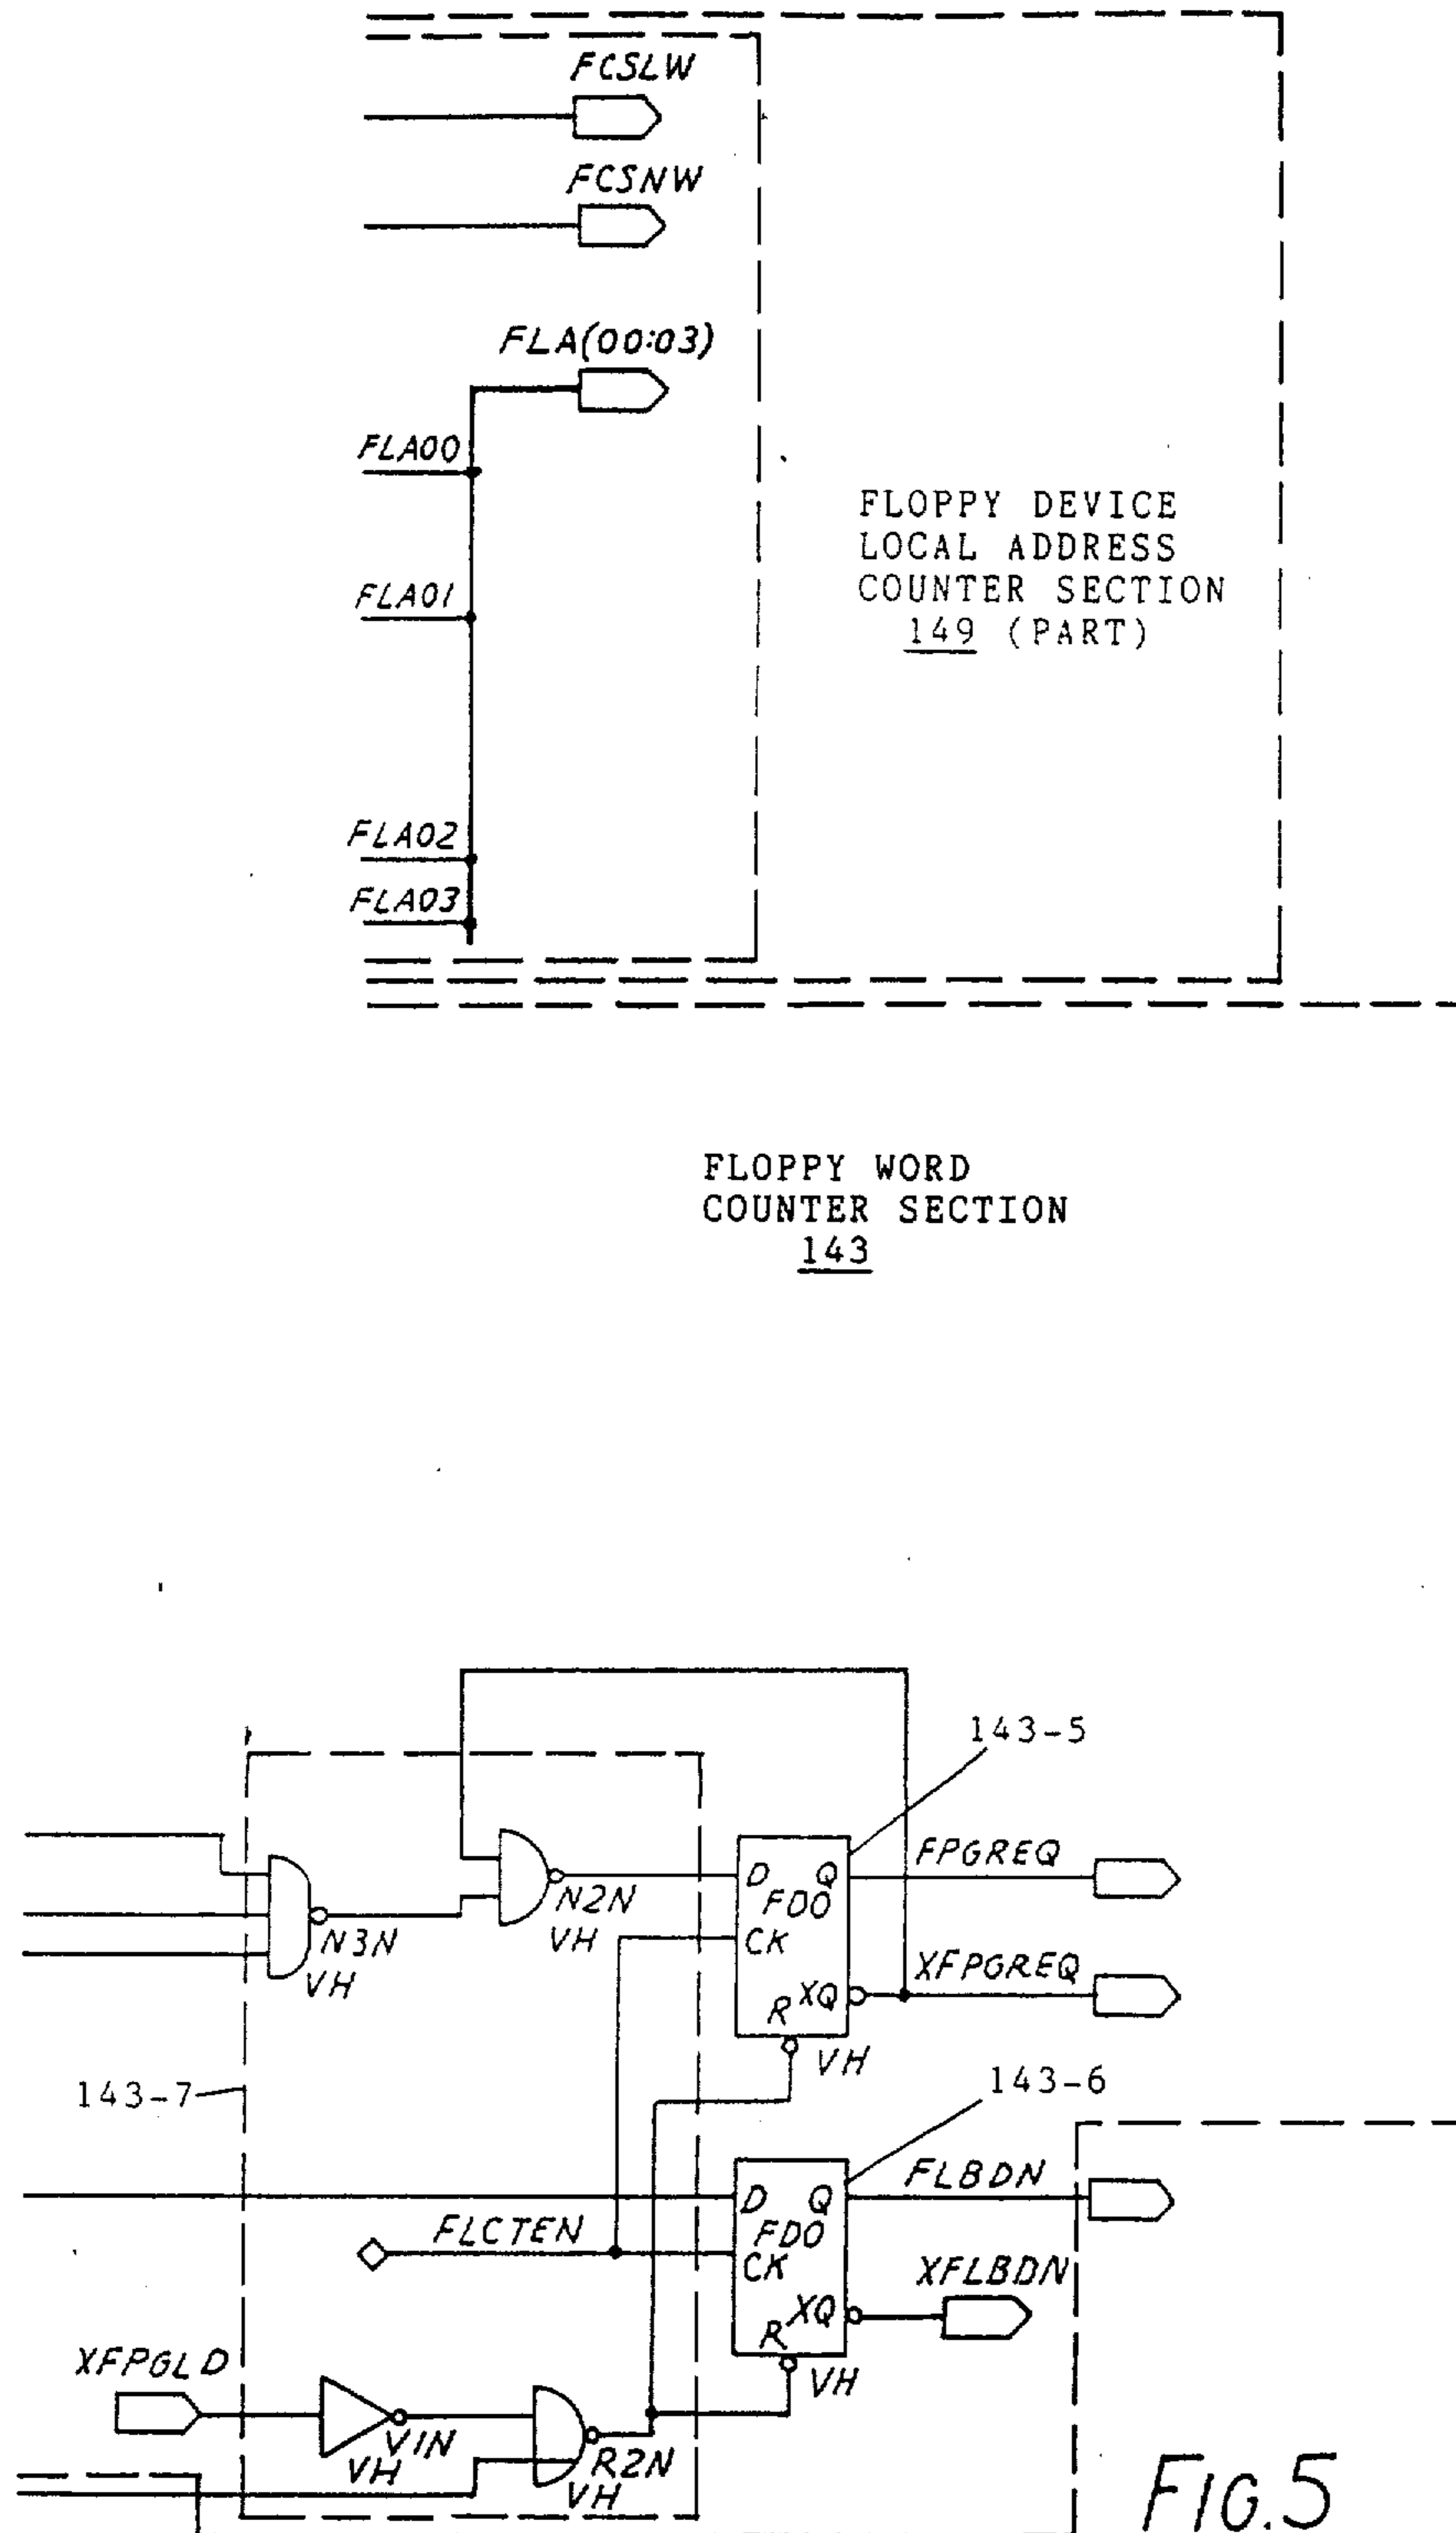 FCSLW
FCSNW
FLA(00:03)
FLA00
FLA01
FLA02
FLA03
FLOPPY DEVICE
LOCAL ADDRESS
COUNTER SECTION
149 (PART)
FLOPPY WORD
COUNTER SECTION
143
143-5
N3N
VH
N2N
VH
D Q
FDO
CK
XQ
R
VH
FPGREQ
XFPGREQ
143-7
143-6
D Q
FDO
CK
XQ
R
VH
FLBDN
FLCTEN
XFLBDN
XFPGLD
VIN
VH
R2N
VH
FIG.5